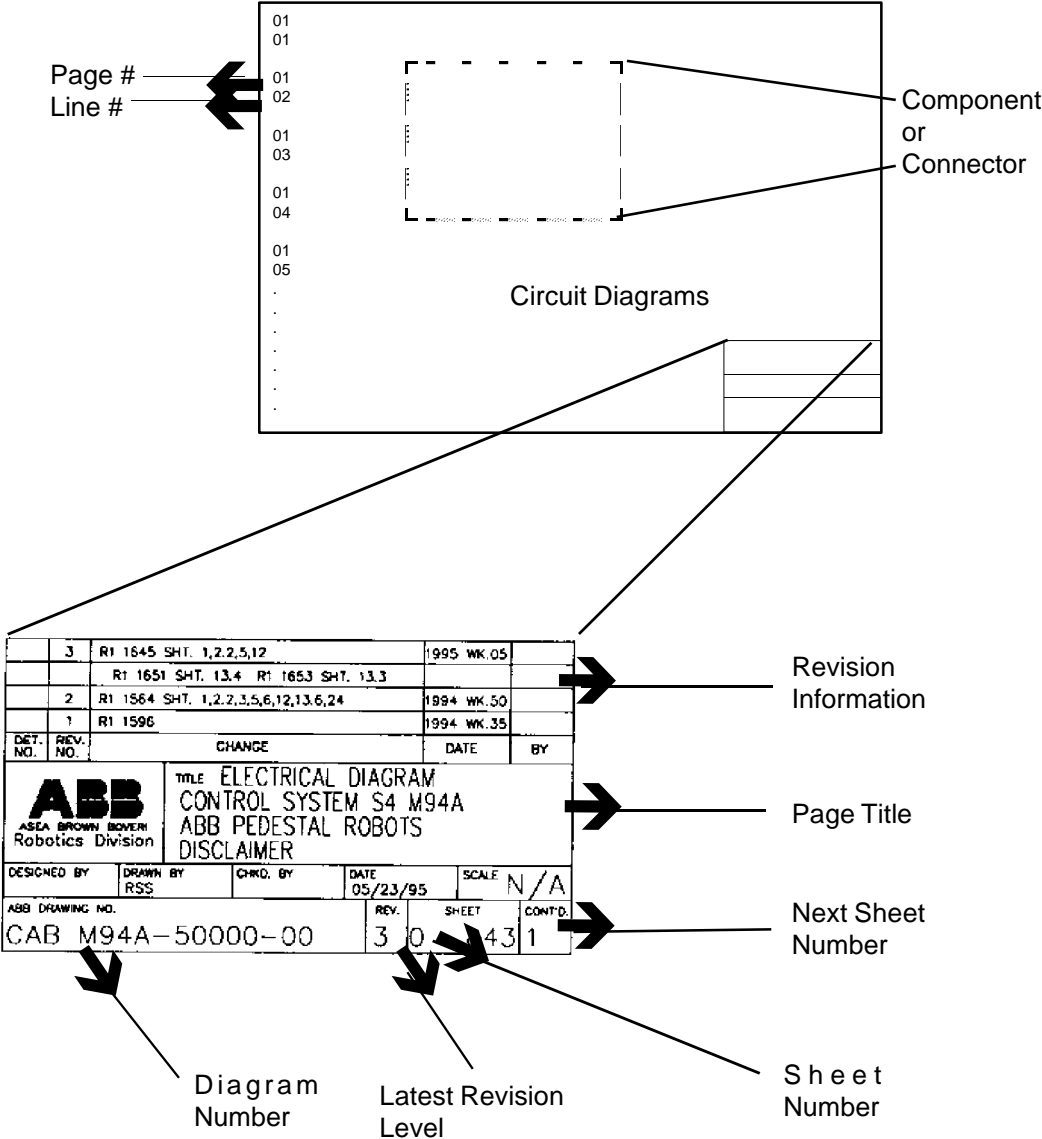 01
01
Page #
01
Line #
02
01
03
01
04
01
05
.
.
.
.
.
.
.
Component
or
Connector
Circuit Diagrams
3 R1 1645 SHT. 1,2.2,5,12 1995 WK.05
R1 1651 SHT. 13.4 R1 1653 SHT. 13.3
2 R1 1564 SHT. 1,2.2,3,5,6,12,13.6,24 1994 WK.50
1 R1 1596 1994 WK.35
DET. NO. REV. NO. CHANGE DATE BY
Revision
Information
ABB
ASEA BROWN BOVERI
Robotics Division
TITLE ELECTRICAL DIAGRAM
CONTROL SYSTEM S4 M94A
ABB PEDESTAL ROBOTS
DISCLAIMER
Page Title
DESIGNED BY DRAWN BY CHKD. BY DATE SCALE N/A
RSS 05/23/95
ABB DRAWING NO. REV. SHEET CONT'D.
CAB M94A-50000-00 3 0 43 1
Next Sheet
Number
Diagram
Number
Latest Revision
Level
Sheet
Number